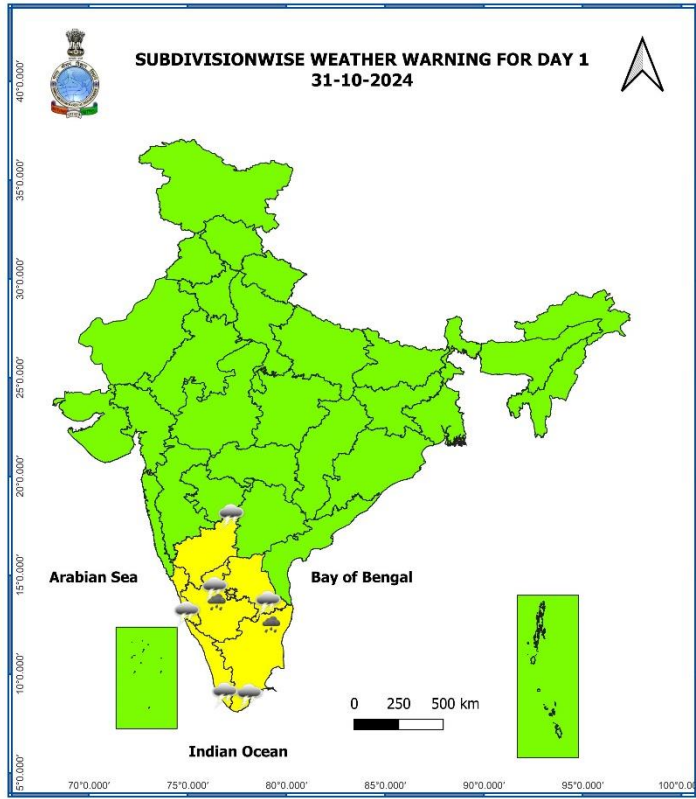 SUBDIVISIONWISE WEATHER WARNING FOR DAY 1
31-10-2024
40°0.000'
35°0.000'
30°0.000'
25°0.000'
20°0.000'
15°0.000'
10°0.000'
5°0.000'
Arabian Sea
Bay of Bengal
0 250 500 km
Indian Ocean
70°0.000' 75°0.000' 80°0.000' 85°0.000' 90°0.000' 95°0.000' 100°0.0